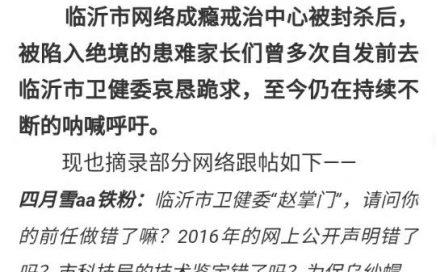 临沂市网络成瘾戒治中心被封杀后，
被陷入绝境的患难家长们曾多次自发前去
临沂市卫健委哀恳跪求，至今仍在持续不
断的呐喊呼吁。
现也摘录部分网络跟帖如下——
四月雪aa铁粉：临沂市卫健委“赵掌门”，请问你
的前任做错了嘛？2016年的网上公开声明错了
吗？市科技局的技术鉴定错了吗？为保乌纱帽